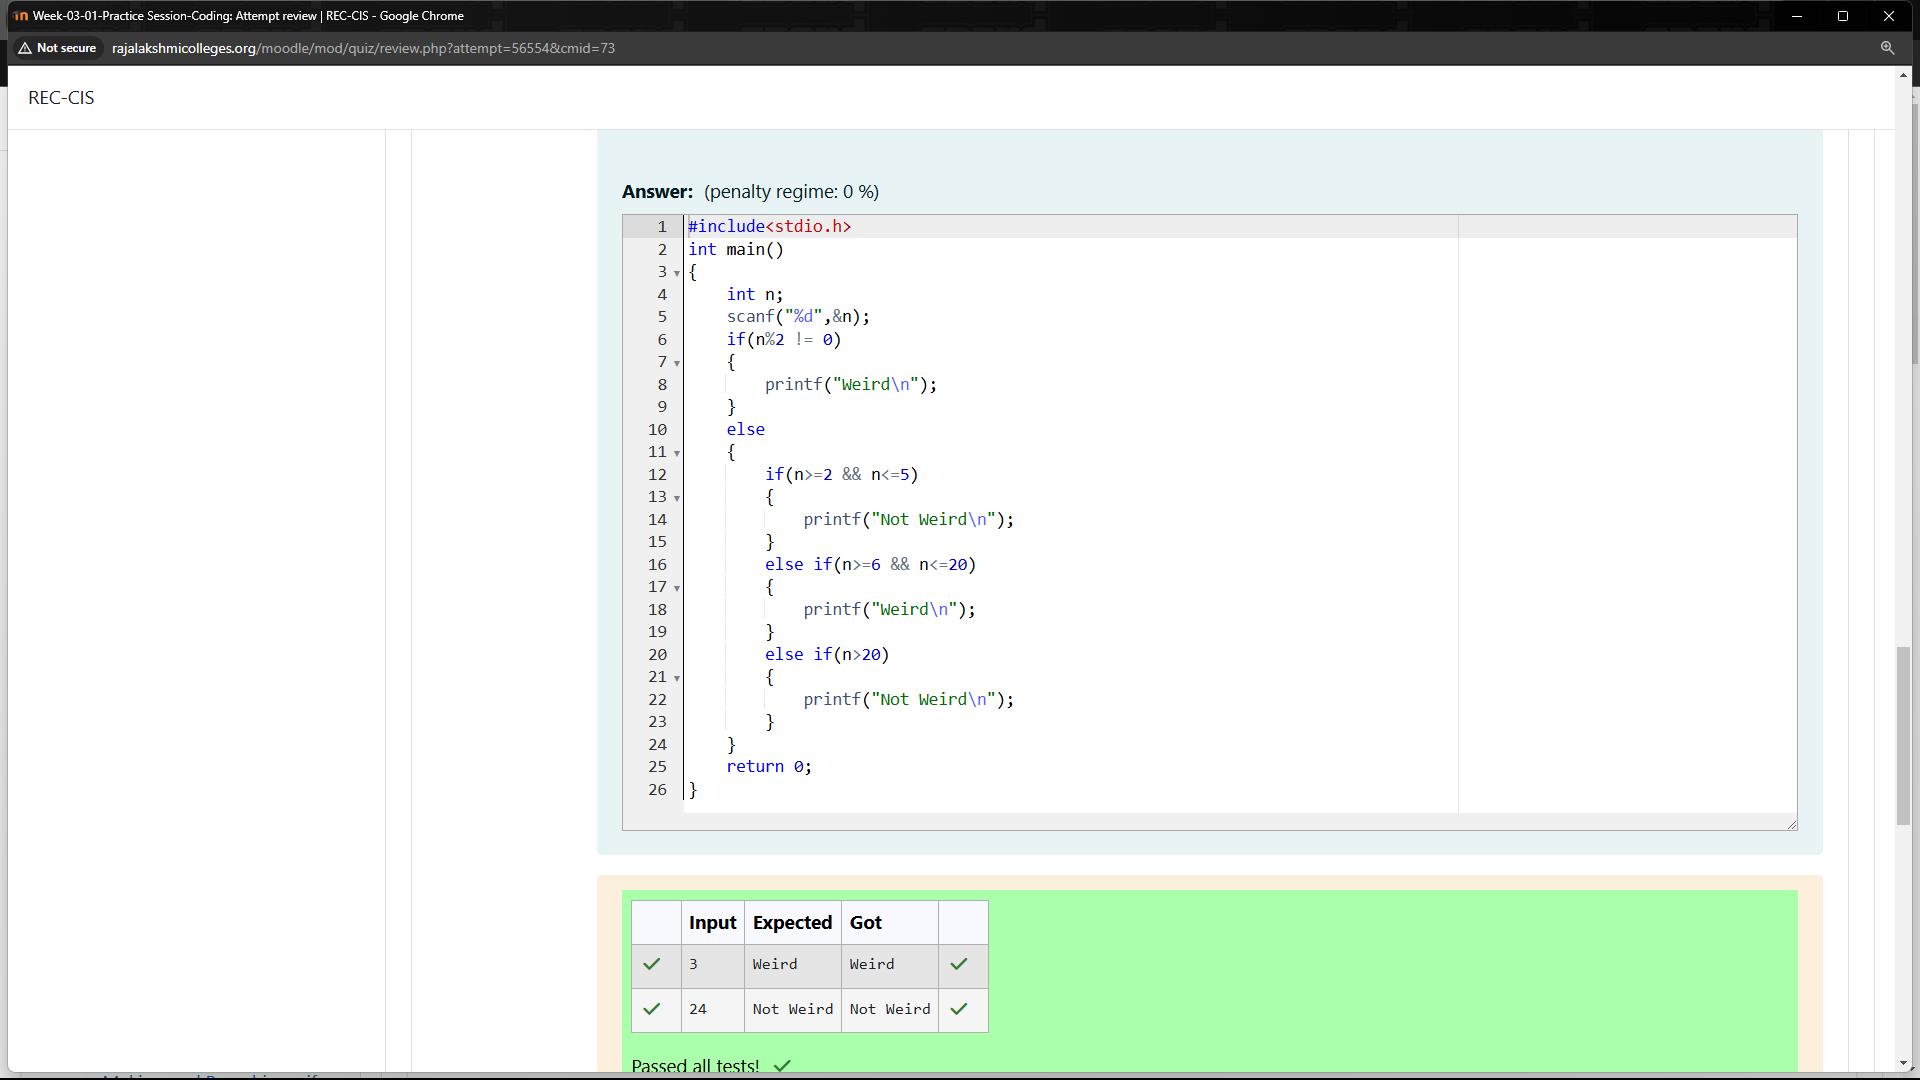 Week-03-01-Practice Session-Coding: Attempt review | REC-CIS - Google Chrome
Not secure rajalakshmicolleges.org/moodle/mod/quiz/review.php?attempt=56554&cmid=73
REC-CIS
Answer: (penalty regime: 0 %)
1 #include<stdio.h>
2 int main()
3 {
4 int n;
5 scanf("%d",&n);
6 if(n%2 != 0)
7 {
8 printf("Weird\n");
9 }
10 else
11 {
12 if(n>=2 && n<=5)
13 {
14 printf("Not Weird\n");
15 }
16 else if(n>=6 && n<=20)
17 {
18 printf("Weird\n");
19 }
20 else if(n>20)
21 {
22 printf("Not Weird\n");
23 }
24 }
25 return 0;
26 }
Input Expected Got
3 Weird Weird
24 Not Weird Not Weird
Passed all tests!